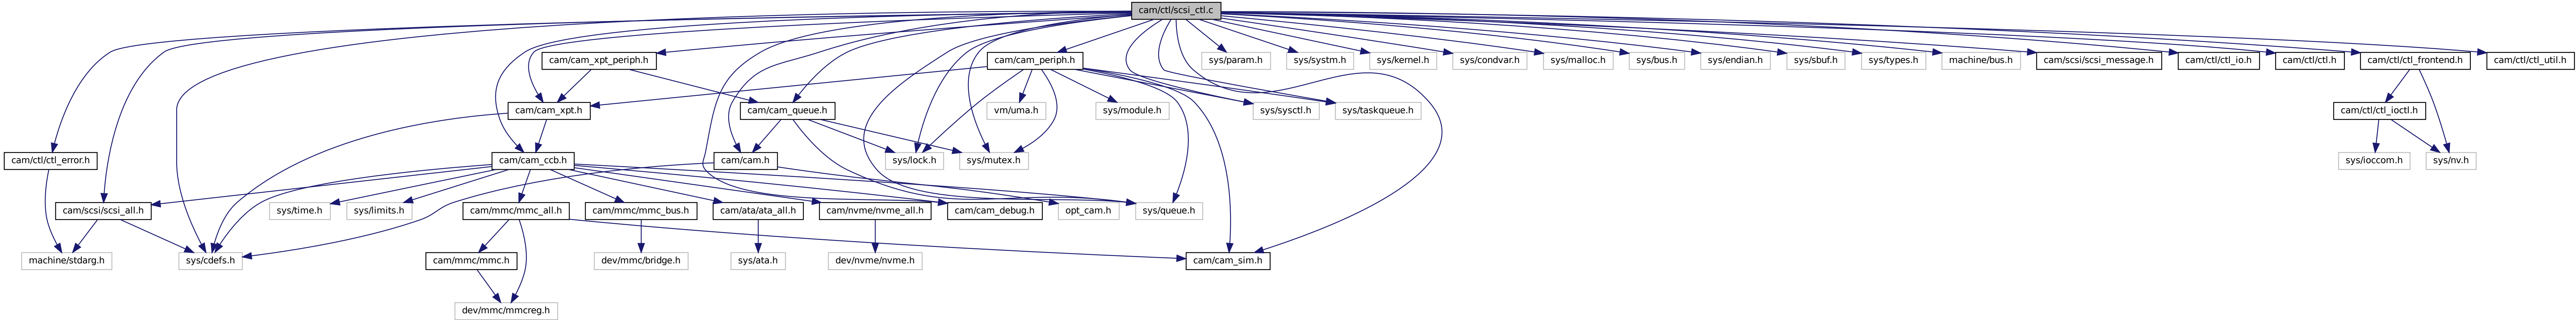 cam/ctl/scsi_ctl.c
cam/cam_xpt_periph.h
cam/cam_periph.h
sys/param.h
sys/systm.h
sys/kernel.h
sys/condvar.h
sys/malloc.h
sys/bus.h
sys/endian.h
sys/sbuf.h
sys/types.h
machine/bus.h
cam/scsi/scsi_message.h
cam/ctl/ctl_io.h
cam/ctl/ctl.h
cam/ctl/ctl_frontend.h
cam/ctl/ctl_util.h
cam/cam_xpt.h
cam/cam_queue.h
vm/uma.h
sys/module.h
sys/sysctl.h
sys/taskqueue.h
cam/ctl/ctl_ioctl.h
cam/ctl/ctl_error.h
cam/cam_ccb.h
cam/cam.h
sys/lock.h
sys/mutex.h
sys/ioccom.h
sys/nv.h
cam/scsi/scsi_all.h
sys/time.h
sys/limits.h
cam/mmc/mmc_all.h
cam/mmc/mmc_bus.h
cam/ata/ata_all.h
cam/nvme/nvme_all.h
cam/cam_debug.h
opt_cam.h
sys/queue.h
machine/stdarg.h
sys/cdefs.h
cam/mmc/mmc.h
dev/mmc/bridge.h
sys/ata.h
dev/nvme/nvme.h
cam/cam_sim.h
dev/mmc/mmcreg.h